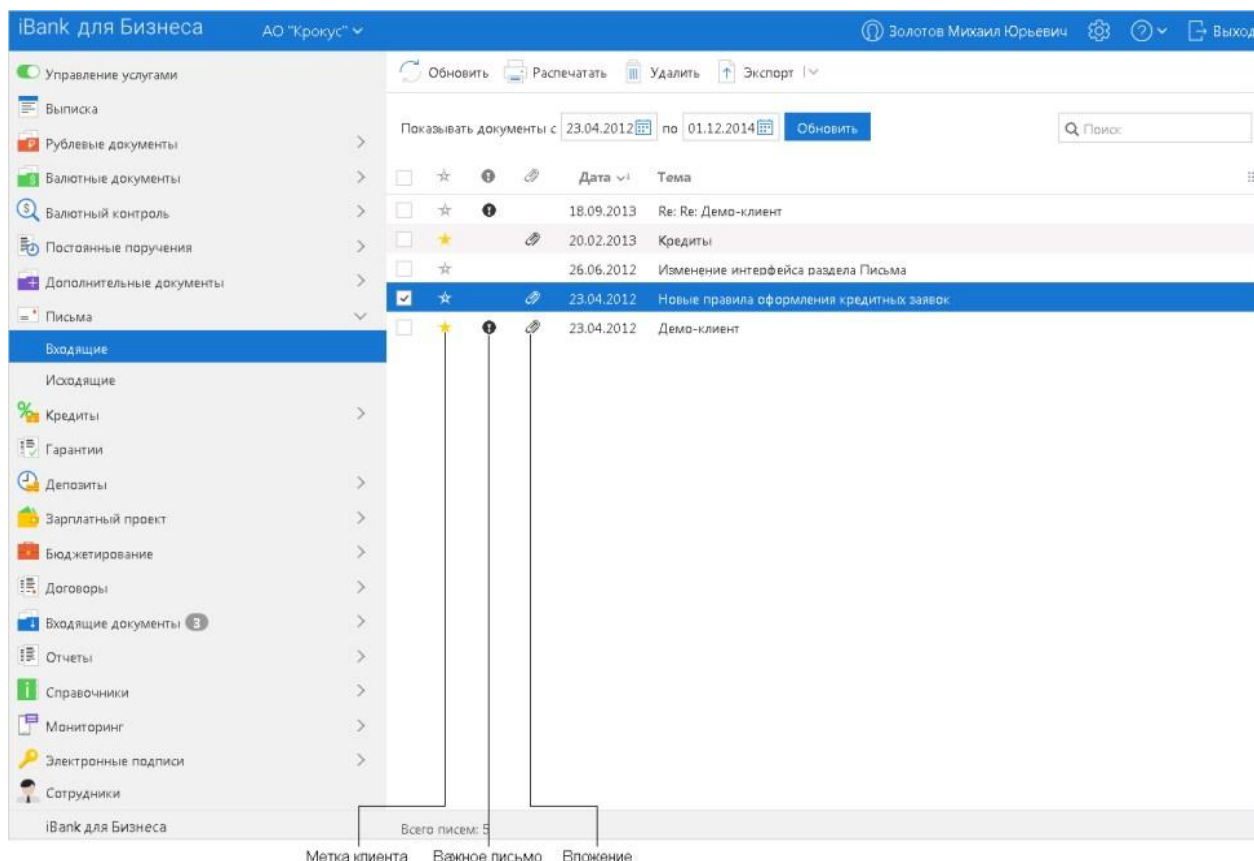 iBank для Бизнеса АО "Крокус" Золотов Михаил Юрьевич Выход
Управление услугами
Выписка
Рублевые документы
Валютные документы
Валютный контроль
Постоянные поручения
Дополнительные документы
Письма
Входящие
Исходящие
Кредиты
Гарантии
Депозиты
Зарплатный проект
Бюджетирование
Договоры
Входящие документы 3
Отчеты
Справочники
Мониторинг
Электронные подписи
Сотрудники
iBank для Бизнеса
Обновить Распечатать Удалить Экспорт
Показывать документы с 23.04.2012 по 01.12.2014 Обновить Поиск
Дата Тема
18.09.2013 Re: Re: Демо-клиент
20.02.2013 Кредиты
26.06.2012 Изменение интерфейса раздела Письма
23.04.2012 Новые правила оформления кредитных заявок
23.04.2012 Демо-клиент
Всего писем: 5
Метка клиента Важное письмо Вложение